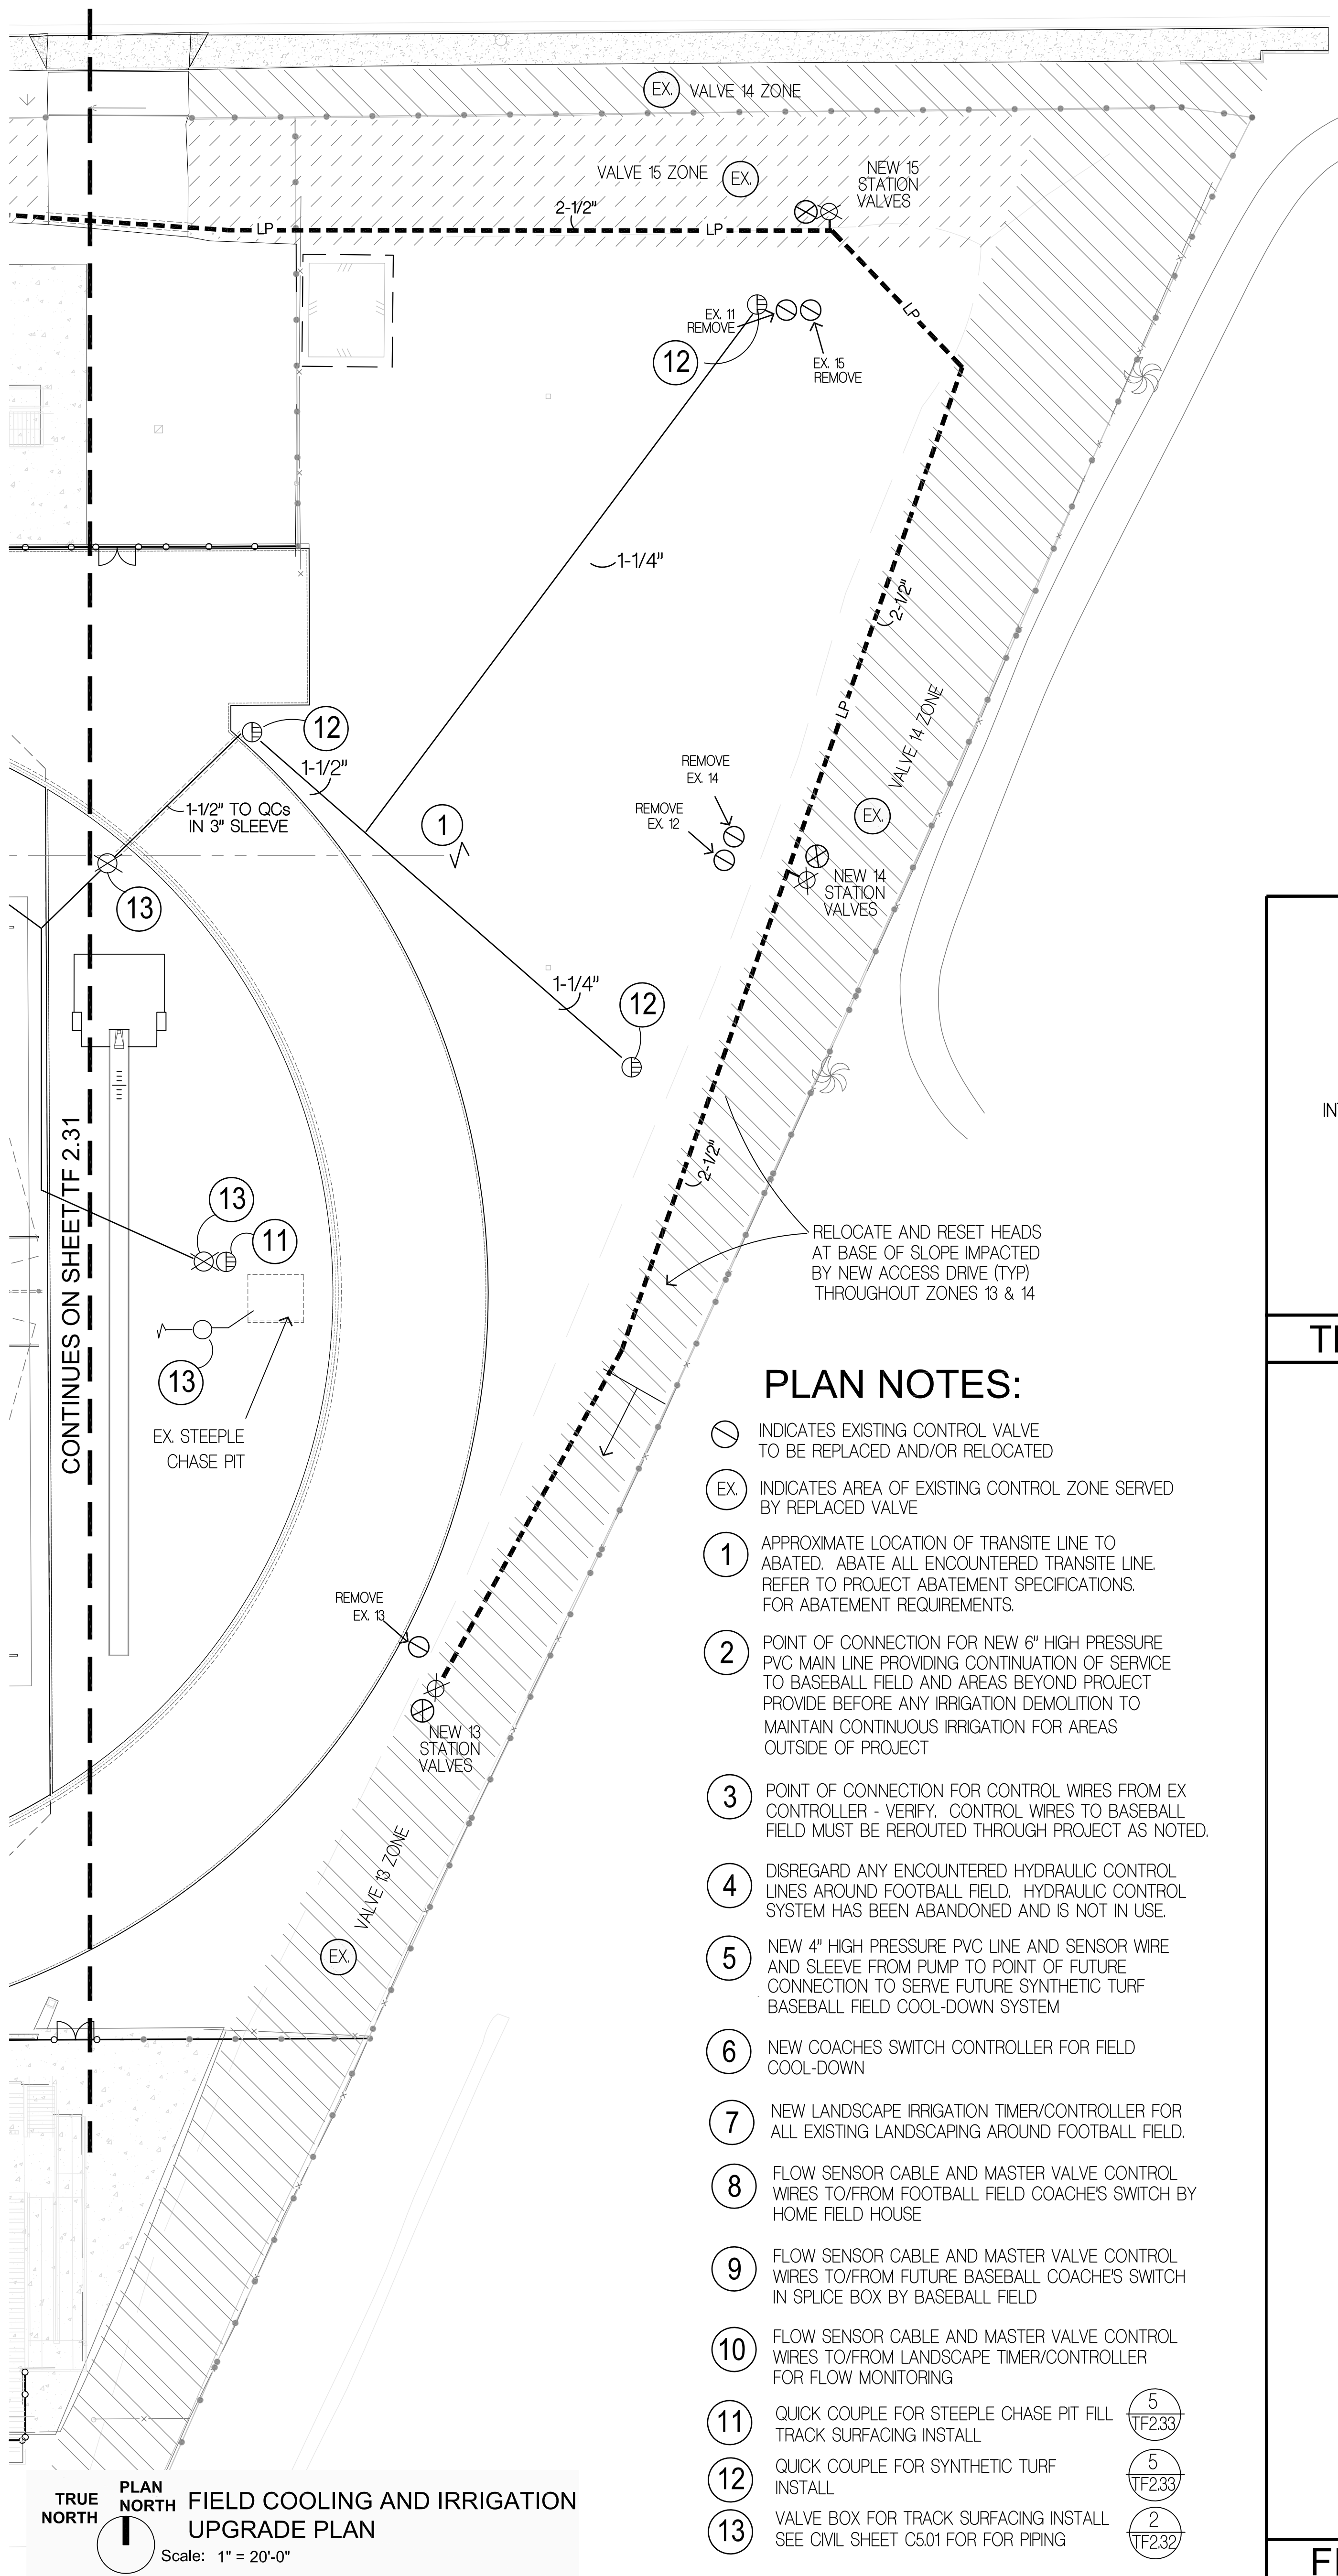 EX.
VALVE 14 ZONE
VALVE 15 ZONE
EX.
NEW 15
STATION
VALVES
2-1/2"
LP
LP
LP
EX. 11
REMOVE
12
EX. 15
REMOVE
1-1/4"
2-1/2"
LP
VALVE 14 ZONE
12
1-1/2"
1-1/2" TO QCs
IN 3" SLEEVE
1
REMOVE
EX. 14
REMOVE
EX. 12
EX.
NEW 14
STATION
VALVES
13
1-1/4"
12
CONTINUES ON SHEET TF 2.31
2-1/2"
13
11
13
EX. STEEPLE
CHASE PIT
RELOCATE AND RESET HEADS
AT BASE OF SLOPE IMPACTED
BY NEW ACCESS DRIVE (TYP)
THROUGHOUT ZONES 13 & 14
REMOVE
EX. 13
NEW 13
STATION
VALVES
VALVE 13 ZONE
EX.
PLAN NOTES:
INDICATES EXISTING CONTROL VALVE
TO BE REPLACED AND/OR RELOCATED
EX. INDICATES AREA OF EXISTING CONTROL ZONE SERVED
BY REPLACED VALVE
1 APPROXIMATE LOCATION OF TRANSITE LINE TO
ABATED. ABATE ALL ENCOUNTERED TRANSITE LINE.
REFER TO PROJECT ABATEMENT SPECIFICATIONS.
FOR ABATEMENT REQUIREMENTS.
2 POINT OF CONNECTION FOR NEW 6" HIGH PRESSURE
PVC MAIN LINE PROVIDING CONTINUATION OF SERVICE
TO BASEBALL FIELD AND AREAS BEYOND PROJECT
PROVIDE BEFORE ANY IRRIGATION DEMOLITION TO
MAINTAIN CONTINUOUS IRRIGATION FOR AREAS
OUTSIDE OF PROJECT
3 POINT OF CONNECTION FOR CONTROL WIRES FROM EX
CONTROLLER - VERIFY. CONTROL WIRES TO BASEBALL
FIELD MUST BE REROUTED THROUGH PROJECT AS NOTED.
4 DISREGARD ANY ENCOUNTERED HYDRAULIC CONTROL
LINES AROUND FOOTBALL FIELD. HYDRAULIC CONTROL
SYSTEM HAS BEEN ABANDONED AND IS NOT IN USE.
5 NEW 4" HIGH PRESSURE PVC LINE AND SENSOR WIRE
AND SLEEVE FROM PUMP TO POINT OF FUTURE
CONNECTION TO SERVE FUTURE SYNTHETIC TURF
BASEBALL FIELD COOL-DOWN SYSTEM
6 NEW COACHES SWITCH CONTROLLER FOR FIELD
COOL-DOWN
7 NEW LANDSCAPE IRRIGATION TIMER/CONTROLLER FOR
ALL EXISTING LANDSCAPING AROUND FOOTBALL FIELD.
8 FLOW SENSOR CABLE AND MASTER VALVE CONTROL
WIRES TO/FROM FOOTBALL FIELD COACHE'S SWITCH BY
HOME FIELD HOUSE
9 FLOW SENSOR CABLE AND MASTER VALVE CONTROL
WIRES TO/FROM FUTURE BASEBALL COACHE'S SWITCH
IN SPLICE BOX BY BASEBALL FIELD
10 FLOW SENSOR CABLE AND MASTER VALVE CONTROL
WIRES TO/FROM LANDSCAPE TIMER/CONTROLLER
FOR FLOW MONITORING
11 QUICK COUPLE FOR STEEPLE CHASE PIT FILL
TRACK SURFACING INSTALL
5
TF2.33
12 QUICK COUPLE FOR SYNTHETIC TURF
INSTALL
5
TF2.33
13 VALVE BOX FOR TRACK SURFACING INSTALL
SEE CIVIL SHEET C5.01 FOR FOR PIPING
2
TF2.32
TRUE
NORTH
PLAN
NORTH
FIELD COOLING AND IRRIGATION
UPGRADE PLAN
Scale: 1" = 20'-0"